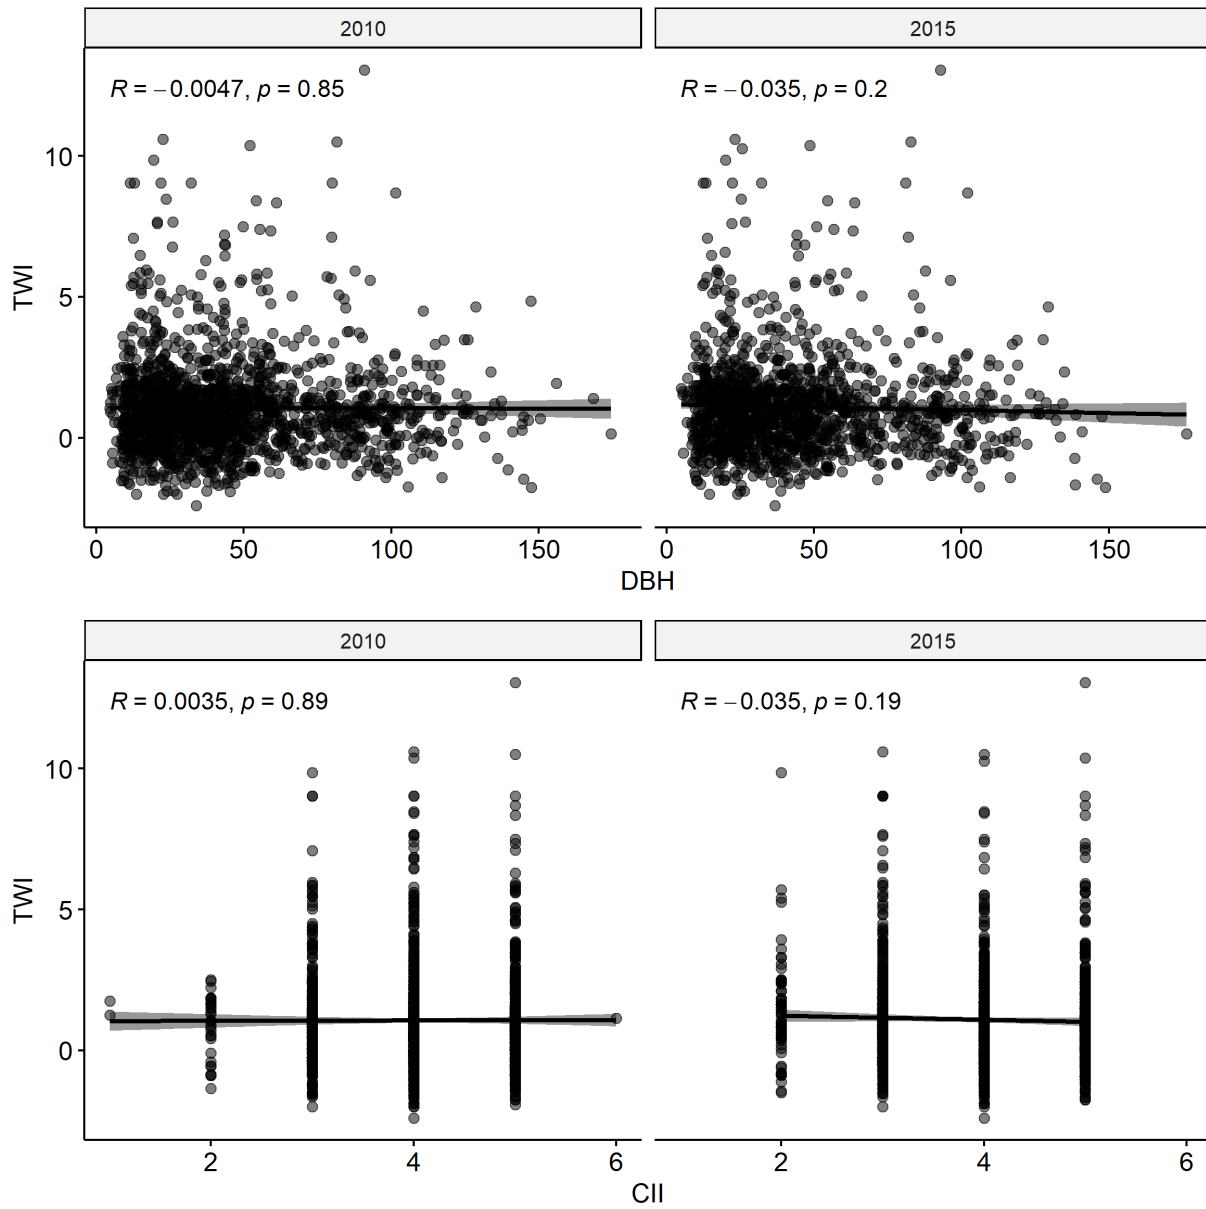 2010 2015
R = −0.0047, p = 0.85 R = −0.035, p = 0.2
10
5
0
TWI
0 50 100 150 0 50 100 150
DBH
2010 2015
R = 0.0035, p = 0.89 R = −0.035, p = 0.19
10
5
0
TWI
2 4 6 2 4 6
CII